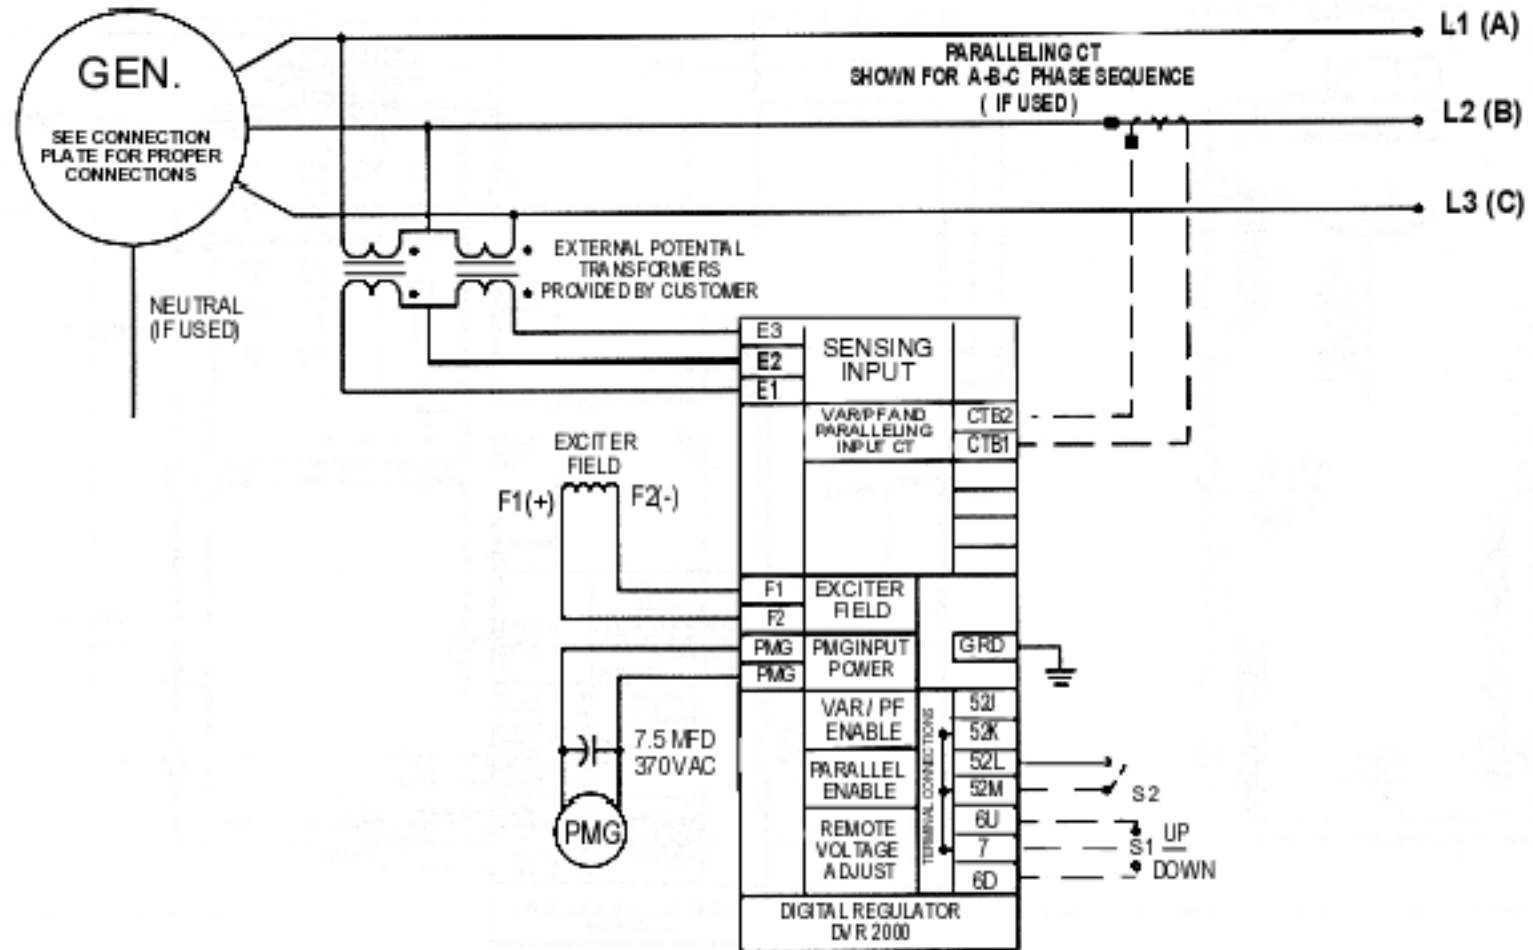 GEN.
SEE CONNECTION
PLATE FOR PROPER
CONNECTIONS
L1 (A)
PARALLELING CT
SHOWN FOR A-B-C PHASE SEQUENCE
( IF USED )
L2 (B)
L3 (C)
EXTERNAL POTENTIAL
TRANSFORMERS
PROVIDED BY CUSTOMER
NEUTRAL
(IF USED)
E3
E2
E1
SENSING
INPUT
VAR/PF AND
PARALLELING
INPUT CT
CTB2
CTB1
EXCITER
FIELD
F1(+)
F2(-)
F1
F2
EXCITER
FIELD
PMG
PMG
PMG INPUT
POWER
GRD
VAR / PF
ENABLE
PARALLEL
ENABLE
REMOTE
VOLTAGE
ADJUST
TERMINAL CONNECTIONS
52J
52K
52L
52M
6U
7
6D
S2
S1
UP
DOWN
7.5 MFD
370VAC
PMG
DIGITAL REGULATOR
DVR 2000